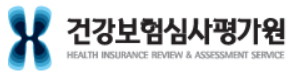 건강보험심사평가원
HEALTH INSURANCE REVIEW & ASSESSMENT SERVICE